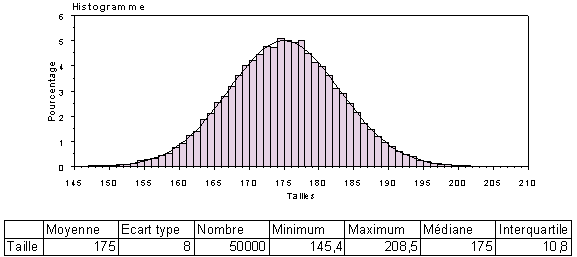 Histogramme
6
5
4
3
2
1
0
Pourcentage
145 150 155 160 165 170 175 180 185 190 195 200 205 210
Tailles
Moyenne Ecart type Nombre Minimum Maximum Médiane Interquartile
Taille 175 8 50000 145,4 208,5 175 10,8